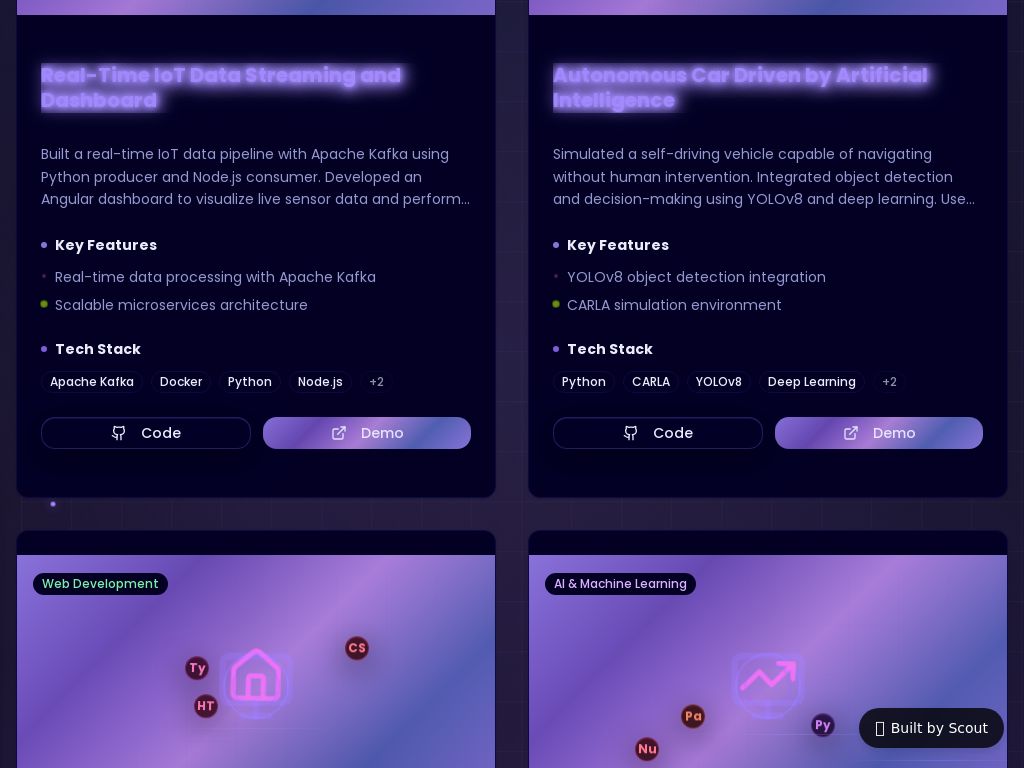 Real-Time IoT Data Streaming and
Dashboard
Built a real-time IoT data pipeline with Apache Kafka using
Python producer and Node.js consumer. Developed an
Angular dashboard to visualize live sensor data and perform...
Key Features
Real-time data processing with Apache Kafka
Scalable microservices architecture
Tech Stack
Apache Kafka Docker Python Node.js +2
Code Demo
Autonomous Car Driven by Artificial
Intelligence
Simulated a self-driving vehicle capable of navigating
without human intervention. Integrated object detection
and decision-making using YOLOv8 and deep learning. Use...
Key Features
YOLOv8 object detection integration
CARLA simulation environment
Tech Stack
Python CARLA YOLOv8 Deep Learning +2
Code Demo
Web Development
CS
Ty
HT
AI & Machine Learning
Pa
Py
Nu
Built by Scout